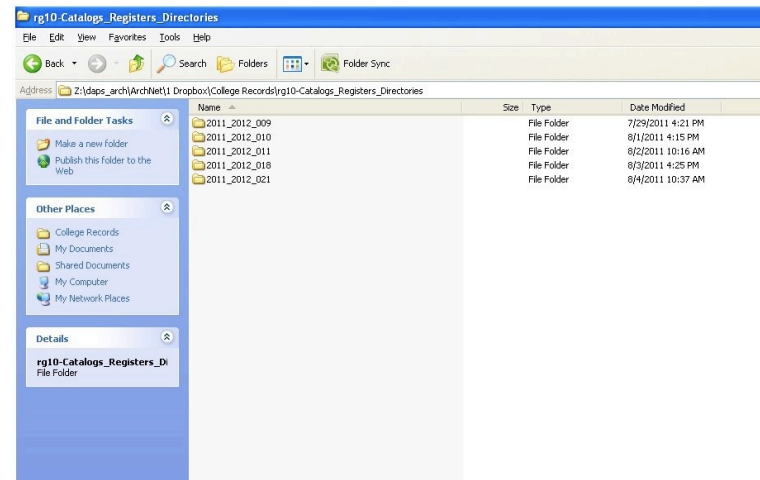 rg10-Catalogs_Registers_Directories
File Edit View Favorites Tools Help
Back Search Folders Folder Sync
Address Z:\daps_arch\ArchNet\1 Dropbox\College Records\rg10-Catalogs_Registers_Directories
Name Size Type Date Modified
2011_2012_009 File Folder 7/29/2011 4:21 PM
2011_2012_010 File Folder 8/1/2011 4:15 PM
2011_2012_011 File Folder 8/2/2011 10:16 AM
2011_2012_018 File Folder 8/3/2011 4:25 PM
2011_2012_021 File Folder 8/4/2011 10:37 AM
File and Folder Tasks
Make a new folder
Publish this folder to the
Web
Other Places
College Records
My Documents
Shared Documents
My Computer
My Network Places
Details
rg10-Catalogs_Registers_Di
File Folder